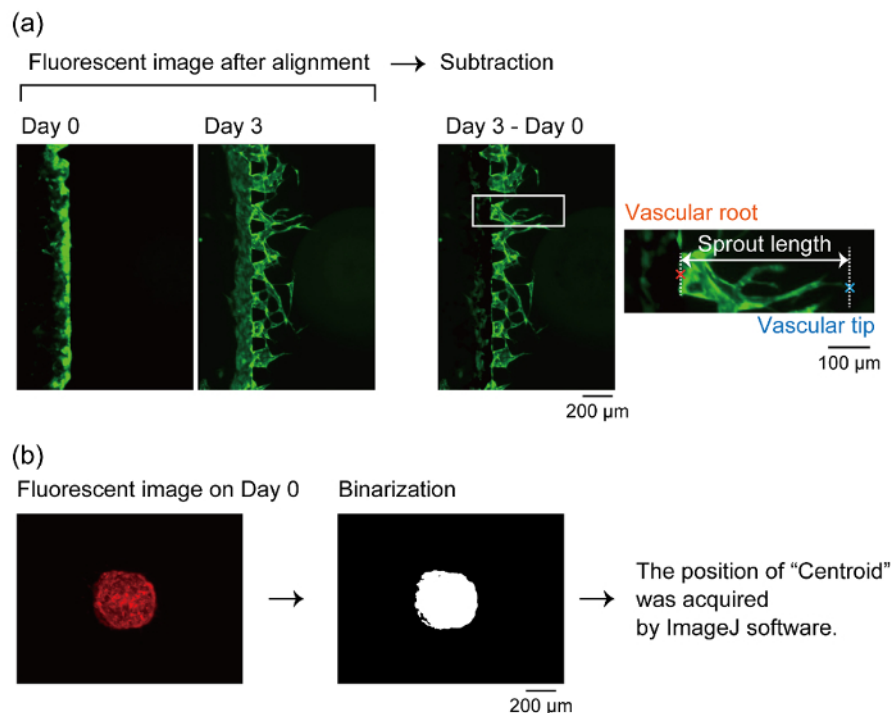 (a)
Fluorescent image after alignment → Subtraction
Day 0
Day 3
Day 3 - Day 0
Vascular root
Sprout length
Vascular tip
100 μm
200 μm
(b)
Fluorescent image on Day 0
Binarization
The position of “Centroid”
was acquired
by ImageJ software.
200 μm